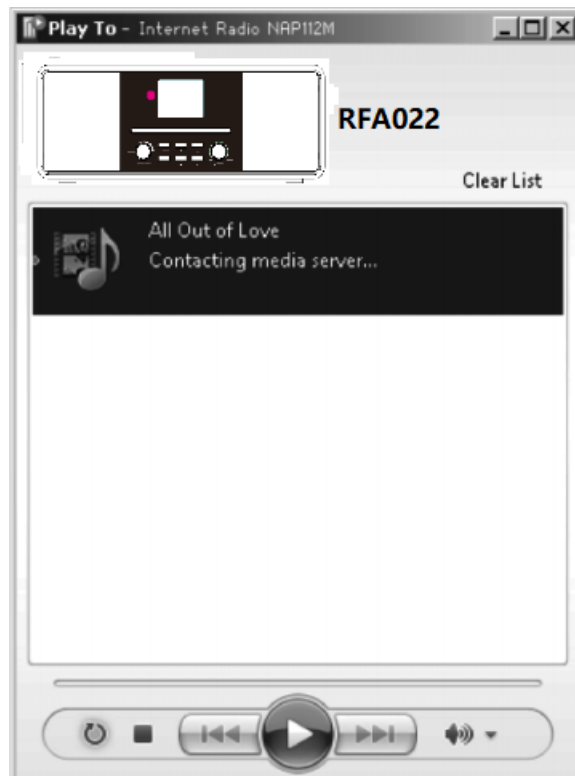 Play To - Internet Radio NAP112M
RFA022
Clear List
All Out of Love
Contacting media server...